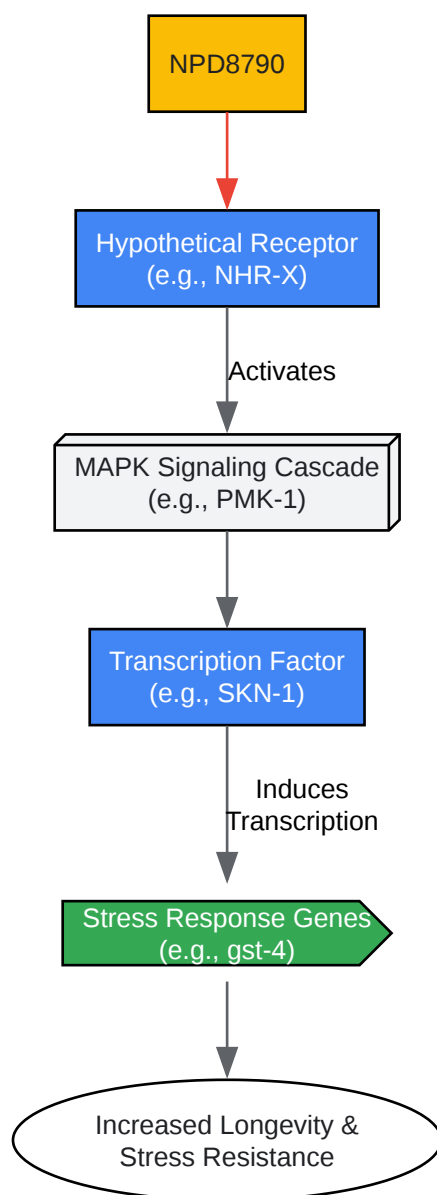 NPD8790
Hypothetical Receptor
(e.g., NHR-X)
Activates
MAPK Signaling Cascade
(e.g., PMK-1)
Transcription Factor
(e.g., SKN-1)
Induces
Transcription
Stress Response Genes
(e.g., gst-4)
Increased Longevity &
Stress Resistance